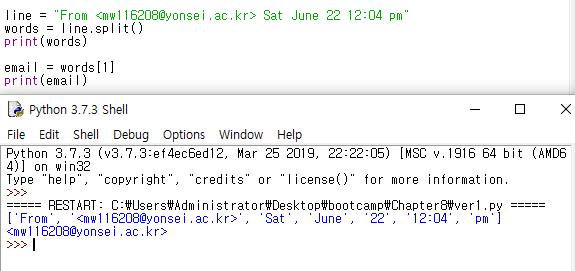 line = "From <mw116208@yonsei.ac.kr> Sat June 22 12:04 pm"
words = line.split()
print(words)
email = words[1]
print(email)
Python 3.7.3 Shell
File Edit Shell Debug Options Window Help
Python 3.7.3 (v3.7.3:ef4ec6ed12, Mar 25 2019, 22:22:05) [MSC v.1916 64 bit (AMD6
4)] on win32
Type "help", "copyright", "credits" or "license()" for more information.
>>>
===== RESTART: C:₩Users₩Administrator₩Desktop₩bootcamp₩Chapter8₩ver1.py =====
['From', '<mw116208@yonsei.ac.kr>', 'Sat', 'June', '22', '12:04', 'pm']
<mw116208@yonsei.ac.kr>
>>>